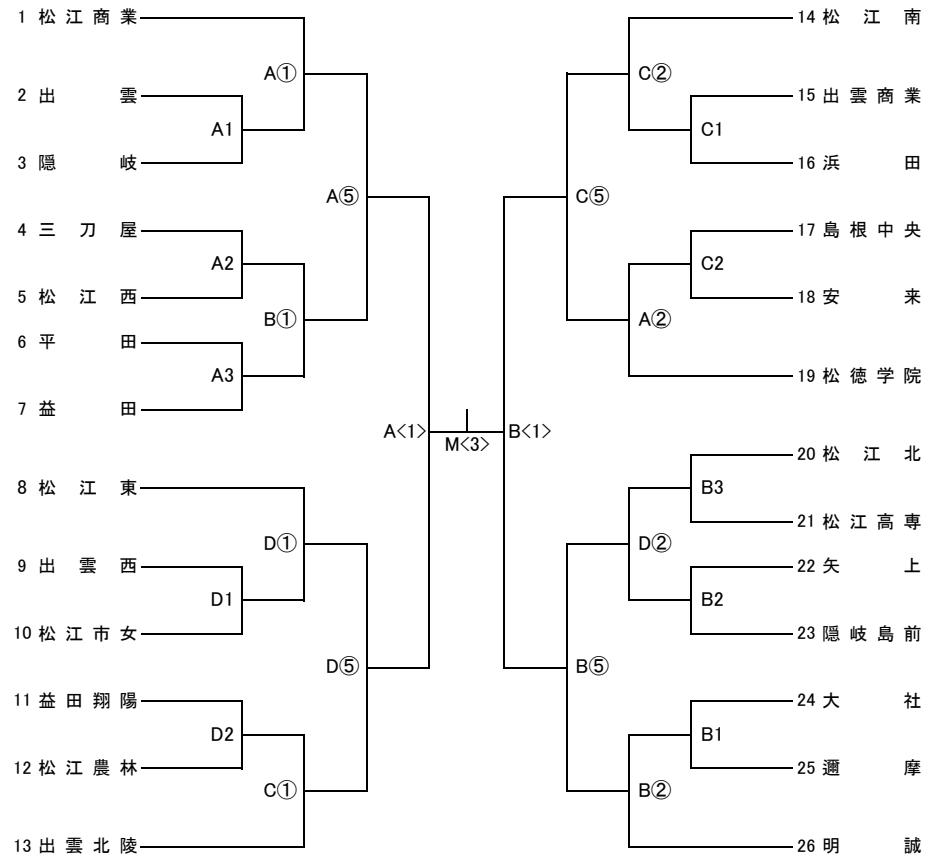 1 松江商業
A①
2 出雲
A1
3 隠岐
A⑤
4 三刀屋
A2
5 松江西
B①
6 平田
A3
7 益田
A<1>
8 松江東
D①
9 出雲西
D1
10 松江市女
D⑤
11 益田翔陽
D2
12 松江農林
C①
13 出雲北陵
M<3>
14 松江南
C②
15 出雲商業
C1
16 浜田
C⑤
17 島根中央
C2
18 安来
A②
19 松徳学院
B<1>
20 松江北
B3
21 松江高専
D②
22 矢上
B2
23 隠岐島前
B⑤
24 大社
B1
25 邇摩
B②
26 明誠